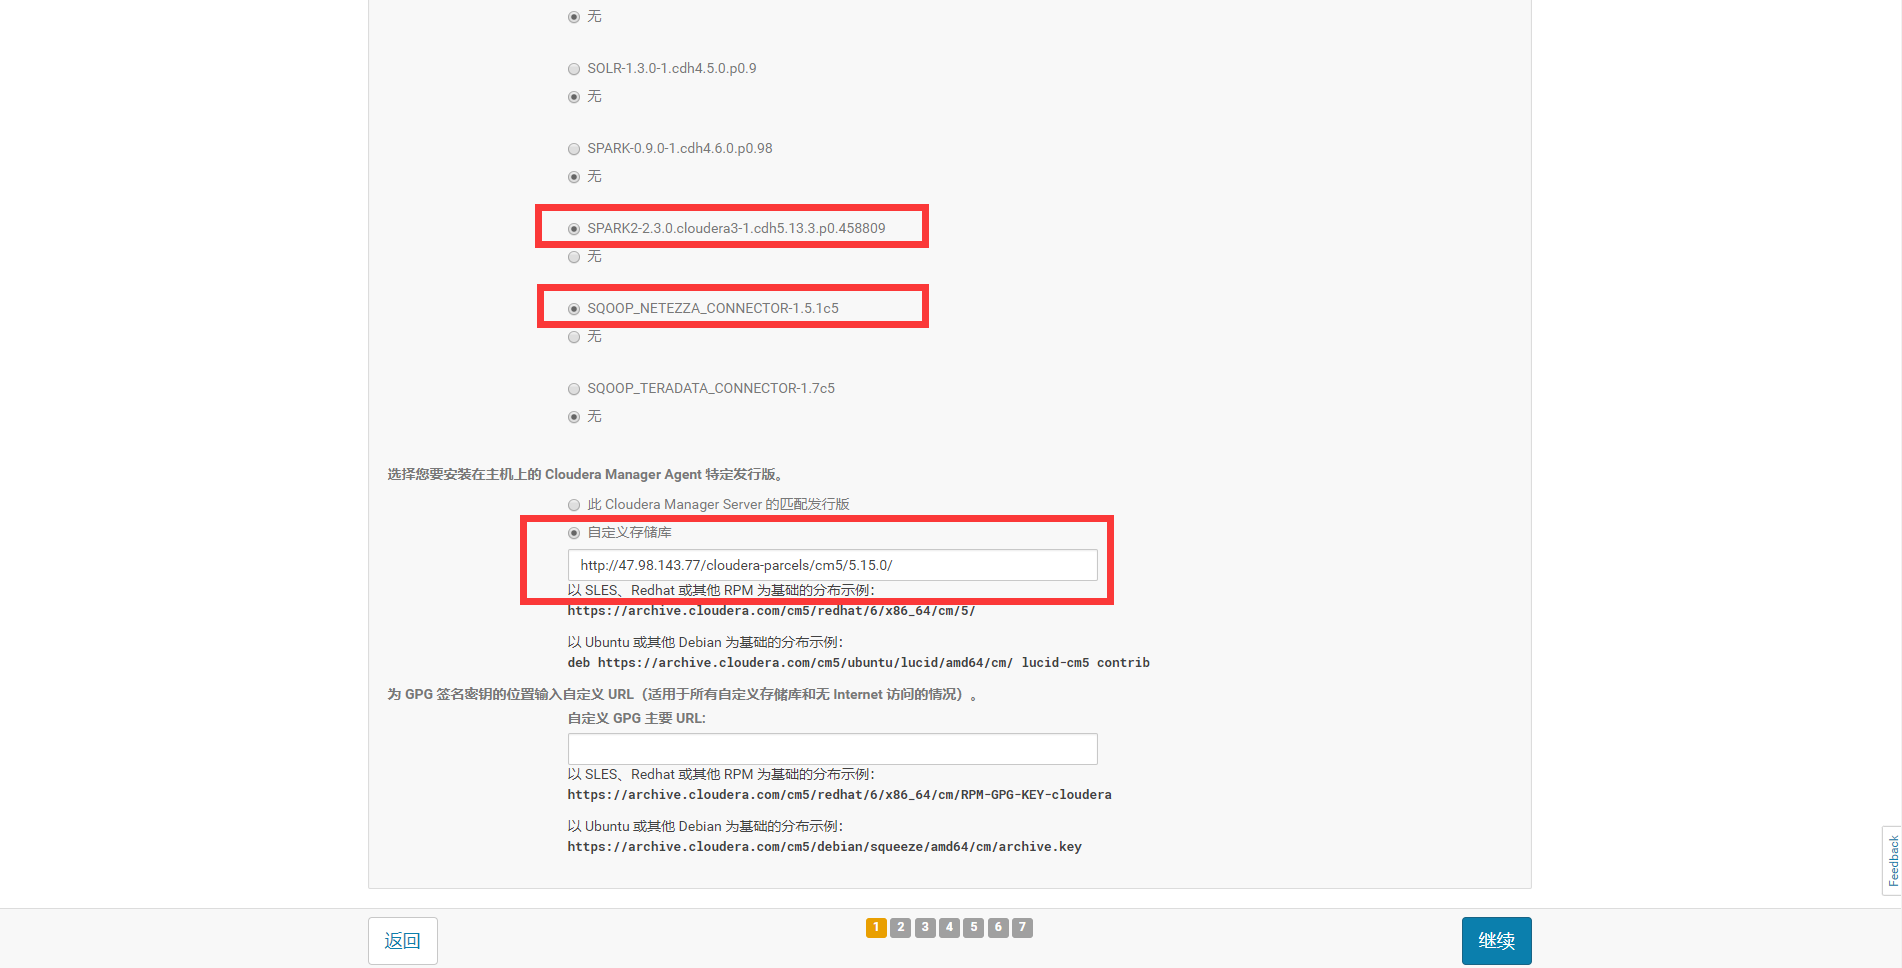 无
SOLR-1.3.0-1.cdh4.5.0.p0.9
无
SPARK-0.9.0-1.cdh4.6.0.p0.98
无
SPARK2-2.3.0.cloudera3-1.cdh5.13.3.p0.458809
无
SQOOP_NETEZZA_CONNECTOR-1.5.1c5
无
SQOOP_TERADATA_CONNECTOR-1.7c5
无
选择您要安装在主机上的 Cloudera Manager Agent 特定发行版。
此 Cloudera Manager Server 的匹配发行版
自定义存储库
http://47.98.143.77/cloudera-parcels/cm5/5.15.0/
以 SLES、Redhat 或其他 RPM 为基础的分布示例：
https://archive.cloudera.com/cm5/redhat/6/x86_64/cm/5/
以 Ubuntu 或其他 Debian 为基础的分布示例：
deb https://archive.cloudera.com/cm5/ubuntu/lucid/amd64/cm/ lucid-cm5 contrib
为 GPG 签名密钥的位置输入自定义 URL（适用于所有自定义存储库和无 Internet 访问的情况）。
自定义 GPG 主要 URL:
以 SLES、Redhat 或其他 RPM 为基础的分布示例：
https://archive.cloudera.com/cm5/redhat/6/x86_64/cm/RPM-GPG-KEY-cloudera
以 Ubuntu 或其他 Debian 为基础的分布示例：
https://archive.cloudera.com/cm5/debian/squeeze/amd64/cm/archive.key
Feedback
返回
1 2 3 4 5 6 7
继续